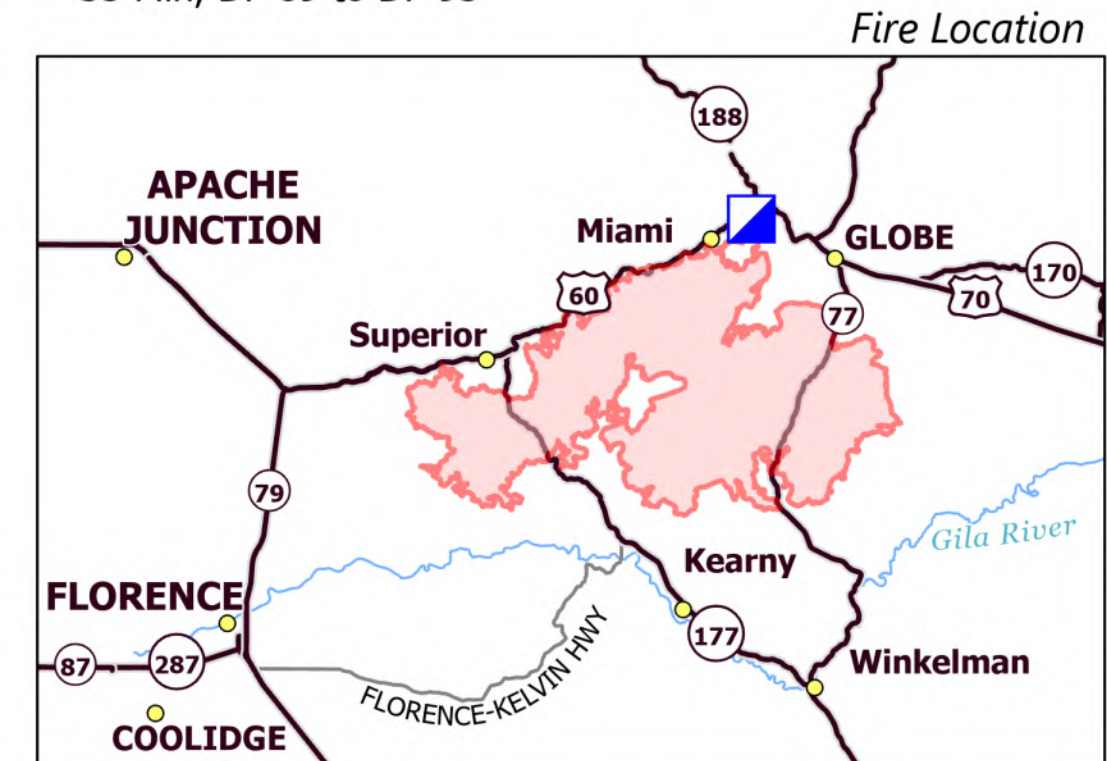 Fire Location
188
APACHE
JUNCTION
Miami
GLOBE
170
60
70
77
Superior
79
Gila River
Kearny
FLORENCE
177
87
287
Winkelman
FLORENCE-KELVIN HWY
COOLIDGE